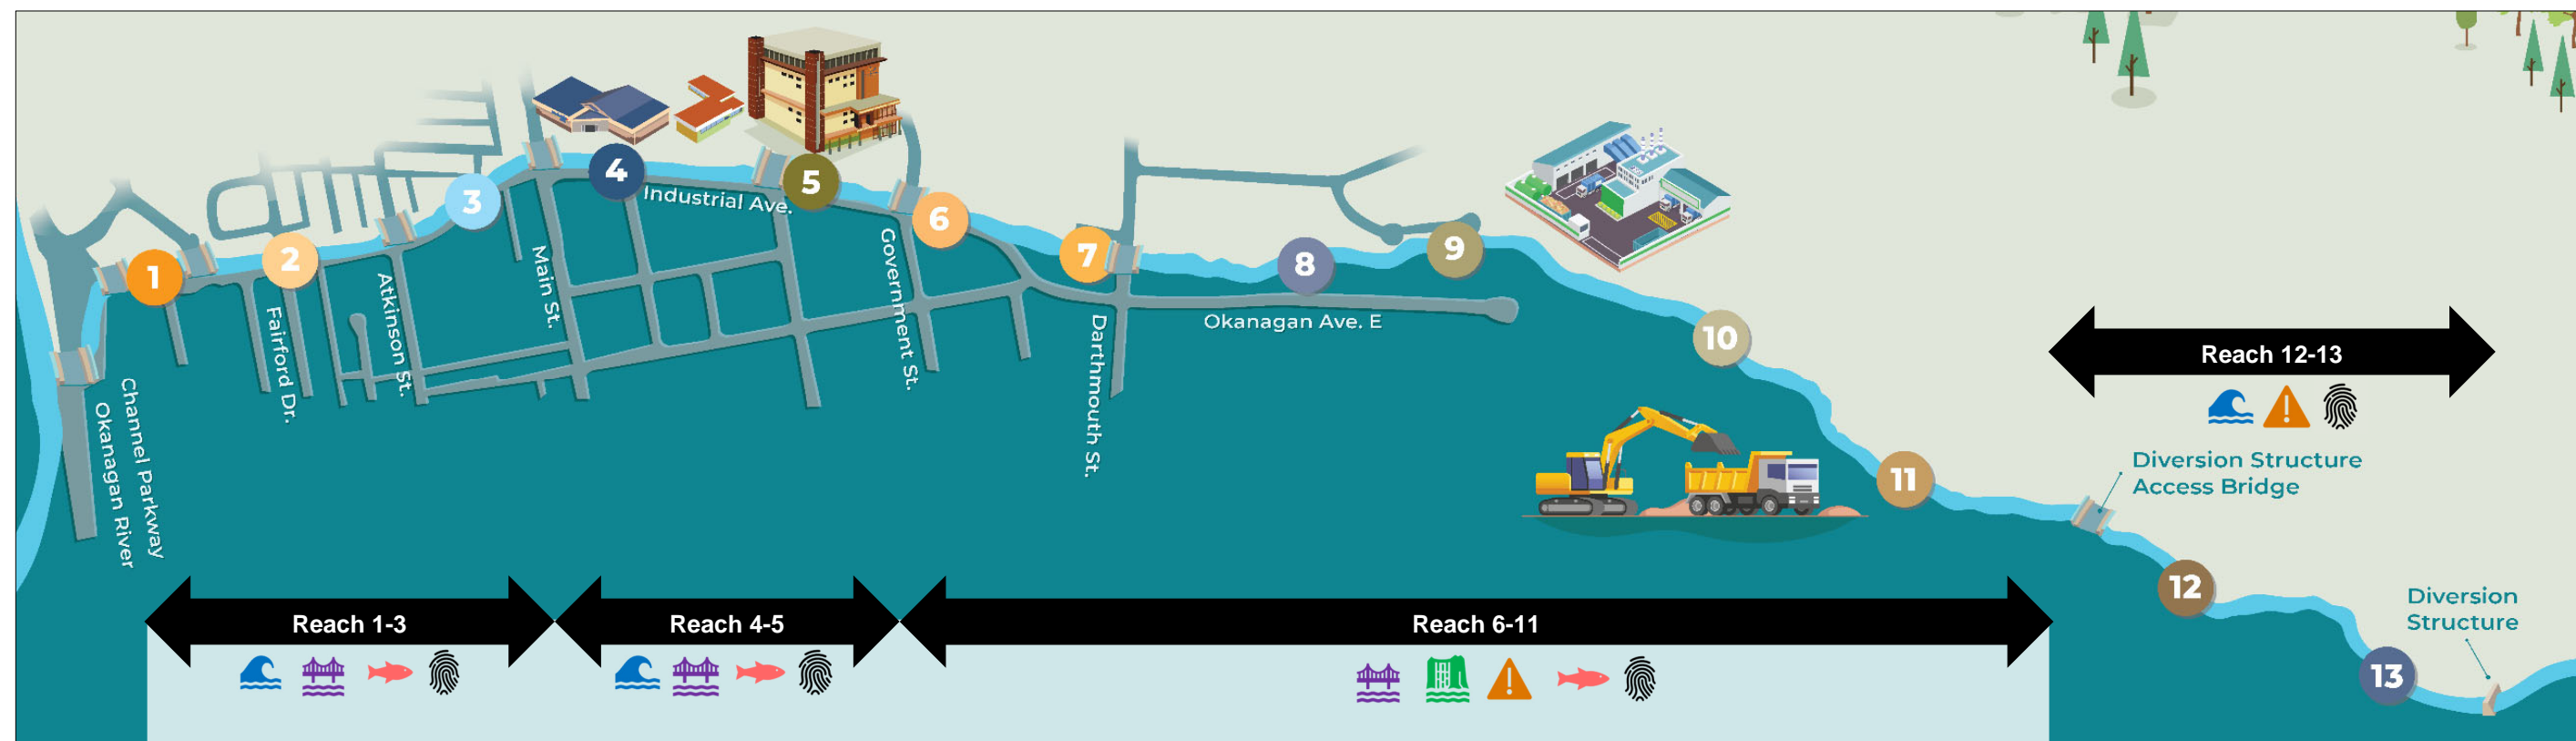 1
2
3
4
5
6
7
8
9
10
11
12
13
Industrial Ave.
Main St.
Atkinson St.
Fairford Dr.
Government St.
Darthmouth St.
Okanagan Ave. E
Channel Parkway
Okanagan River
Diversion Structure
Access Bridge
Diversion
Structure
Reach 1-3
Reach 4-5
Reach 6-11
Reach 12-13